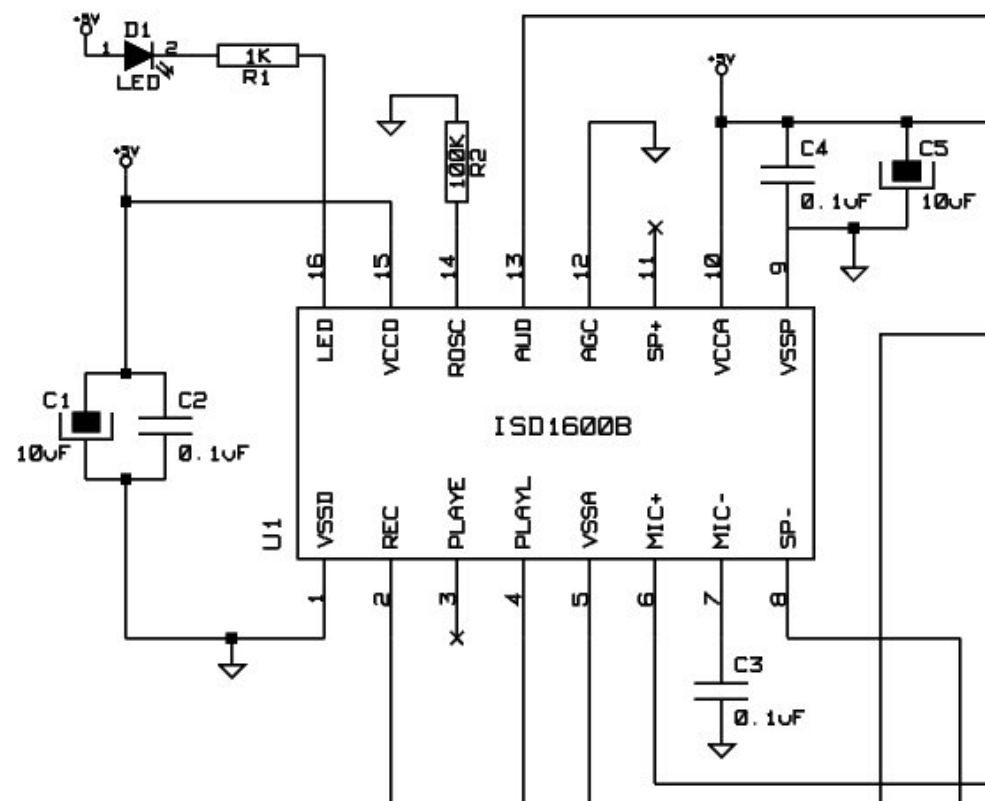 +5V
D1
1
2
LED
1K
R1
+5V
100K
R2
+5V
C4
0.1uF
C5
10uF
16
15
14
13
12
11
10
9
LED
VCCD
ROSC
AUD
AGC
SP+
VCCA
VSSP
C1
10uF
C2
0.1uF
ISD1600B
U1
VSSD
REC
PLAYE
PLAYL
VSSA
MIC+
MIC-
SP-
1
2
3
4
5
6
7
8
C3
0.1uF